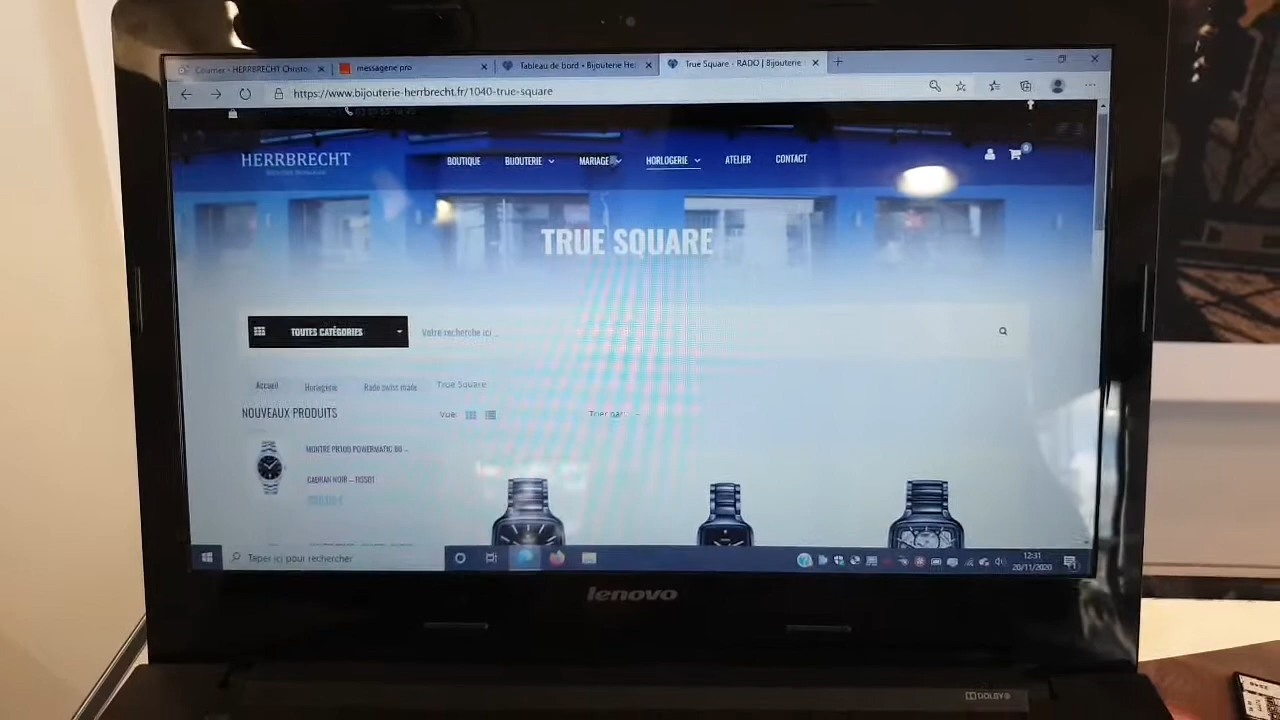 Courrier - HERRBRECHT Christo
messagerie pro
Tableau de bord • Bijouterie He
True Square - RADO | Bijouterie
https://www.bijouterie-herrbrecht.fr/1040-true-square
HERRBRECHT
BOUTIQUE
BIJOUTERIE
MARIAGE
HORLOGERIE
ATELIER
CONTACT
0
TRUE SQUARE
TOUTES CATÉGORIES
Votre recherche ici ...
Accueil
Horlogerie
Rado swiss made
True Square
NOUVEAUX PRODUITS
Vue:
Trier par:
MONTRE PR100 POWERMATIC 80 –
CADRAN NOIR – TISSOT
Taper ici pour rechercher
12:31
20/11/2020
lenovo
DOLBY